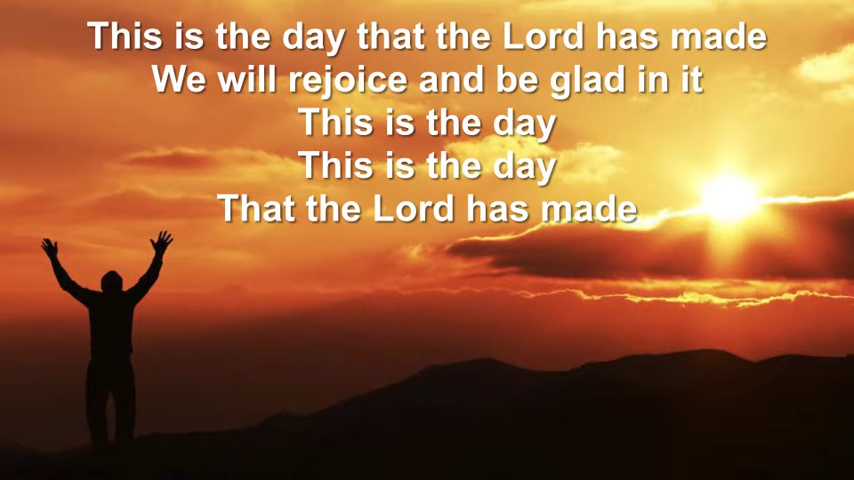 This is the day that the Lord has made
We will rejoice and be glad in it
This is the day
This is the day
That the Lord has made